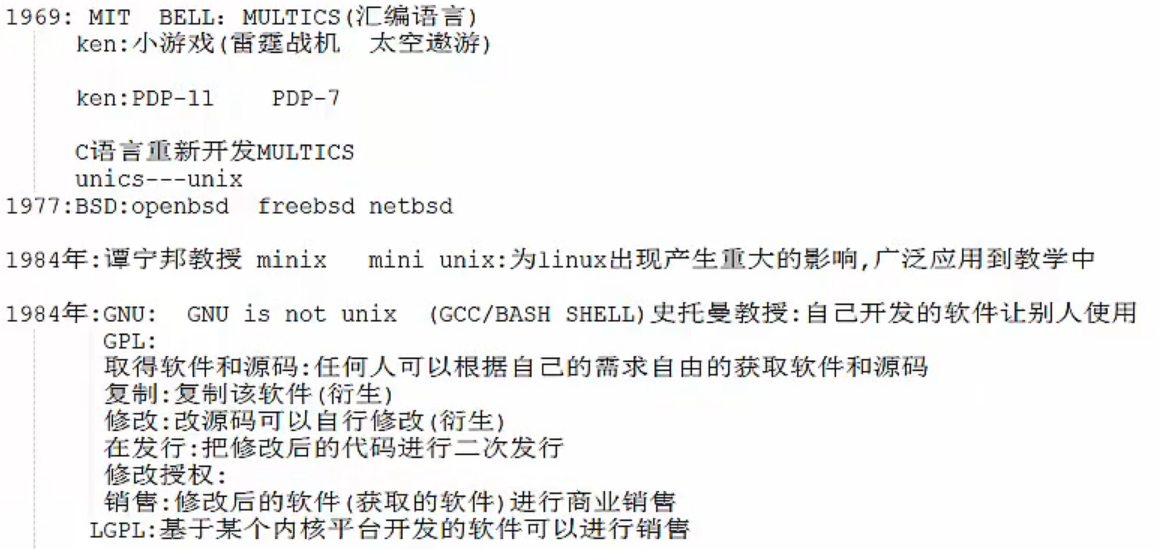 1969: MIT  BELL: MULTICS(汇编语言)
ken:小游戏(雷霆战机  太空遨游)
ken:PDP-11    PDP-7
C语言重新开发MULTICS
unics---unix
1977:BSD:openbsd  freebsd netbsd
1984年:谭宁邦教授 minix   mini unix:为linux出现产生重大的影响,广泛应用到教学中
1984年:GNU:  GNU is not unix  (GCC/BASH SHELL)史托曼教授:自己开发的软件让别人使用
GPL:
取得软件和源码:任何人可以根据自己的需求自由的获取软件和源码
复制:复制该软件(衍生)
修改:改源码可以自行修改(衍生)
在发行:把修改后的代码进行二次发行
修改授权:
销售:修改后的软件(获取的软件)进行商业销售
LGPL:基于某个内核平台开发的软件可以进行销售